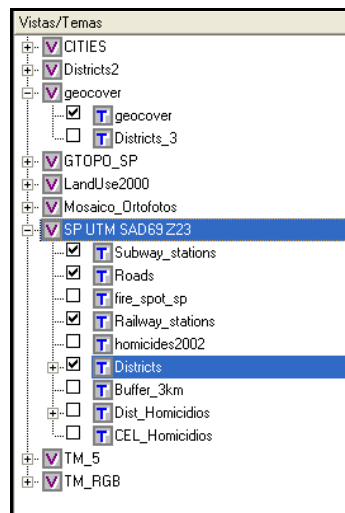 Vistas/Temas
V CITIES
V Districts2
V geocover
T geocover
T Districts_3
V GTOPO_SP
V LandUse2000
V Mosaico_Ortofotos
V SP UTM SAD69 Z23
T Subway_stations
T Roads
T fire_spot_sp
T Railway_stations
T homicides2002
T Districts
T Buffer_3km
T Dist_Homicidios
T CEL_Homicidios
V TM_5
V TM_RGB